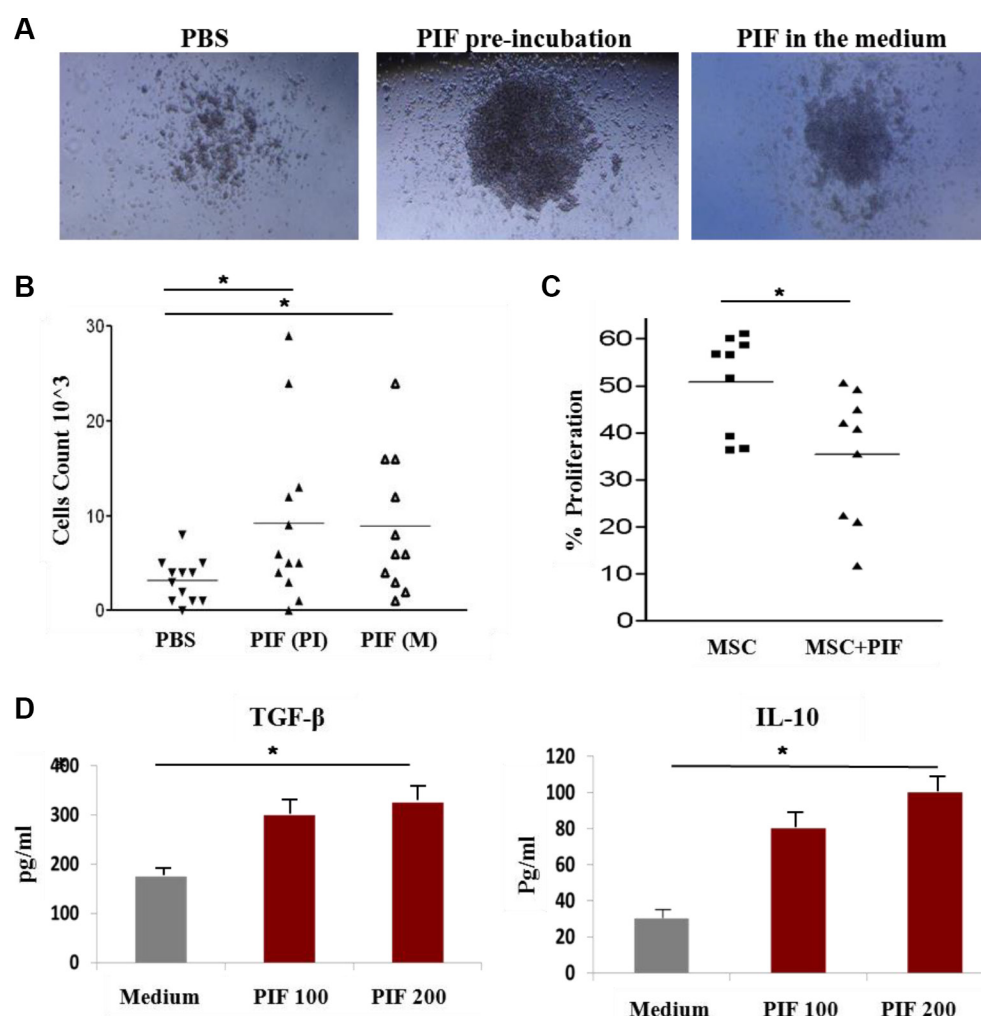 A
PBS
PIF pre-incubation
PIF in the medium
B
*
*
Cells Count 10^3
30
20
10
0
PBS
PIF (PI)
PIF (M)
C
*
% Proliferation
60
50
40
30
20
10
0
MSC
MSC+PIF
D
TGF-β
*
pg/ml
400
300
200
100
0
Medium
PIF 100
PIF 200
IL-10
*
Pg/ml
120
100
80
60
40
20
0
Medium
PIF 100
PIF 200